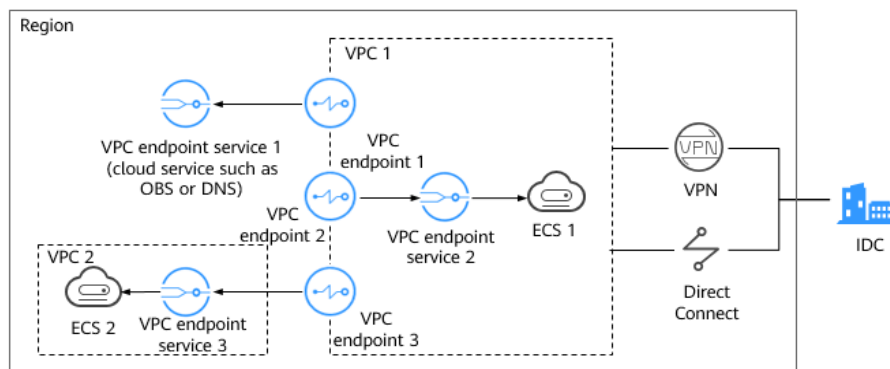 Region
VPC 1
VPC endpoint service 1
(cloud service such as
OBS or DNS)
VPC
endpoint 1
VPC
endpoint 2
VPC endpoint
service 2
ECS 1
VPN
VPN
IDC
VPC 2
ECS 2
VPC endpoint
service 3
VPC
endpoint 3
Direct
Connect